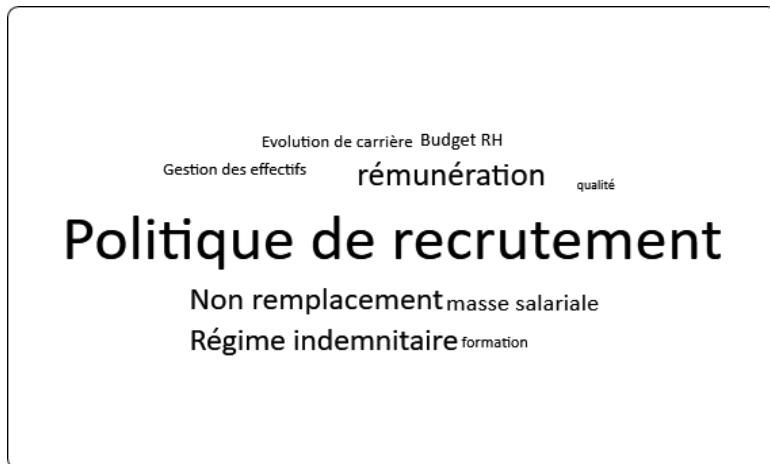 Evolution de carrière Budget RH
Gestion des effectifs rémunération qualité
Politique de recrutement
Non remplacement masse salariale
Régime indemnitaire formation